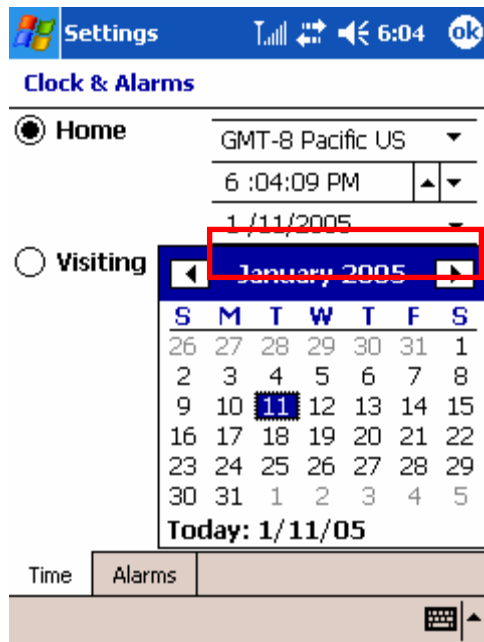 Settings 6:04 ok
Clock & Alarms
Home
GMT-8 Pacific US
6 :04:09 PM
1 /11/2005
Visiting
January 2005
S M T W T F S
26 27 28 29 30 31 1
2 3 4 5 6 7 8
9 10 11 12 13 14 15
16 17 18 19 20 21 22
23 24 25 26 27 28 29
30 31 1 2 3 4 5
Today: 1/11/05
Time Alarms